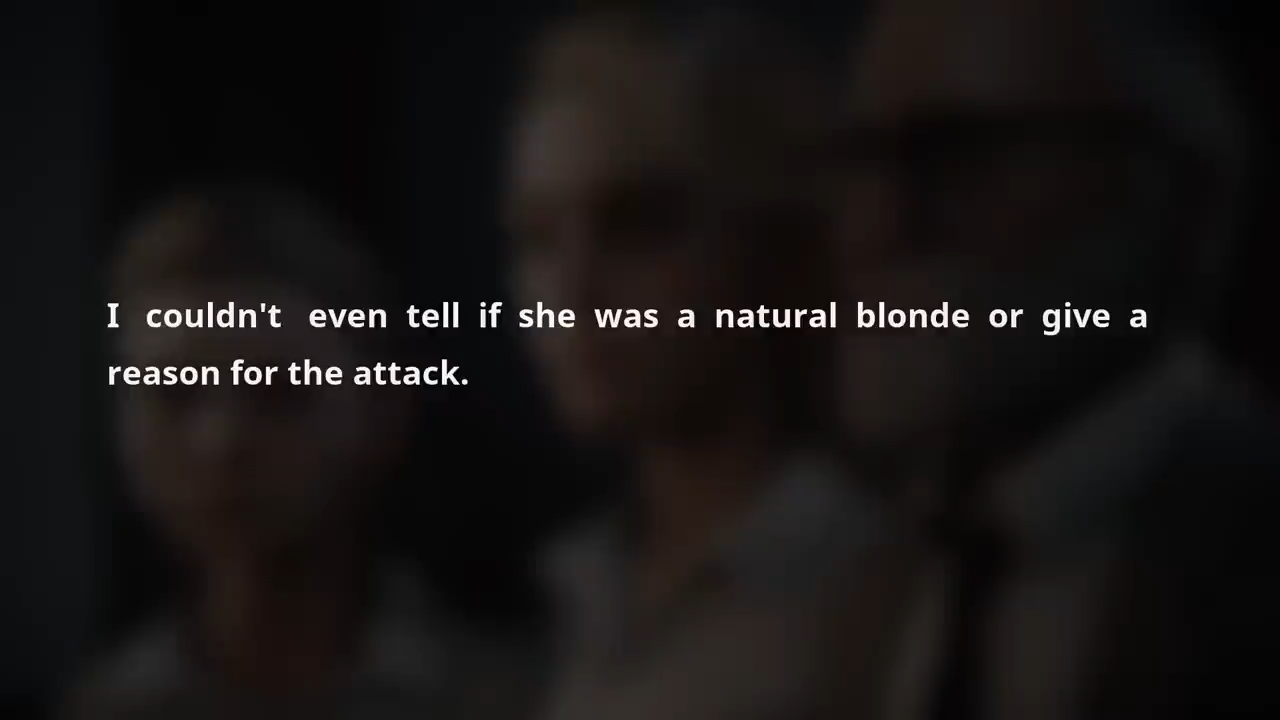 I couldn't even tell if she was a natural blonde or give a
reason for the attack.